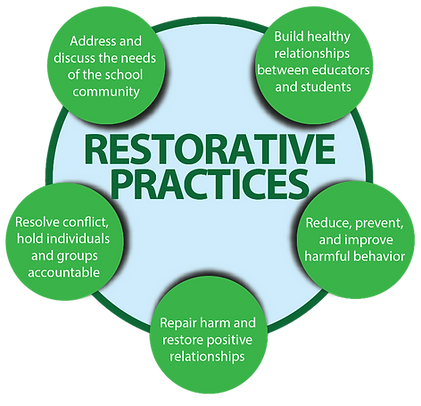 Address and
discuss the needs
of the school
community
Build healthy
relationships
between educators
and students
RESTORATIVE
PRACTICES
Resolve conflict,
hold individuals
and groups
accountable
Reduce, prevent,
and improve
harmful behavior
Repair harm and
restore positive
relationships